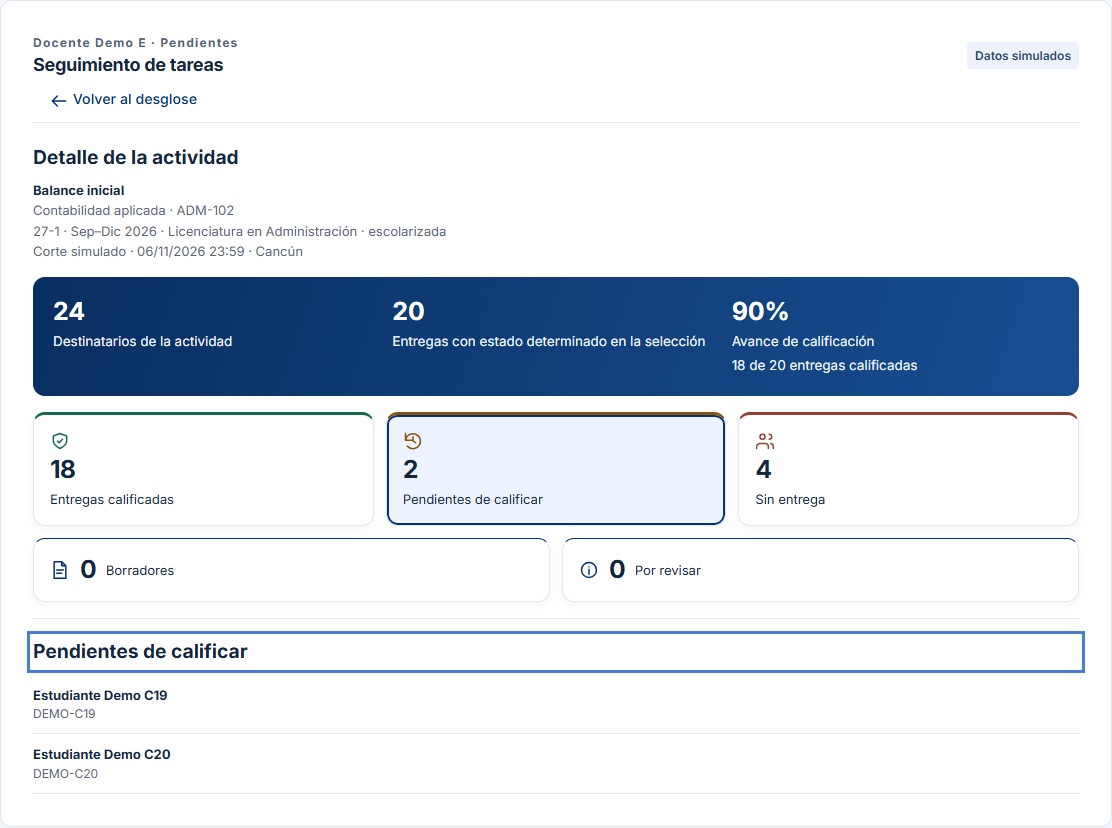 Docente Demo E · Pendientes
Seguimiento de tareas
Datos simulados
← Volver al desglose
Detalle de la actividad
Balance inicial
Contabilidad aplicada · ADM-102
27-1 · Sep–Dic 2026 · Licenciatura en Administración · escolarizada
Corte simulado · 06/11/2026 23:59 · Cancún
24
Destinatarios de la actividad
20
Entregas con estado determinado en la selección
90%
Avance de calificación
18 de 20 entregas calificadas
18
Entregas calificadas
2
Pendientes de calificar
4
Sin entrega
0 Borradores
0 Por revisar
Pendientes de calificar
Estudiante Demo C19
DEMO-C19
Estudiante Demo C20
DEMO-C20